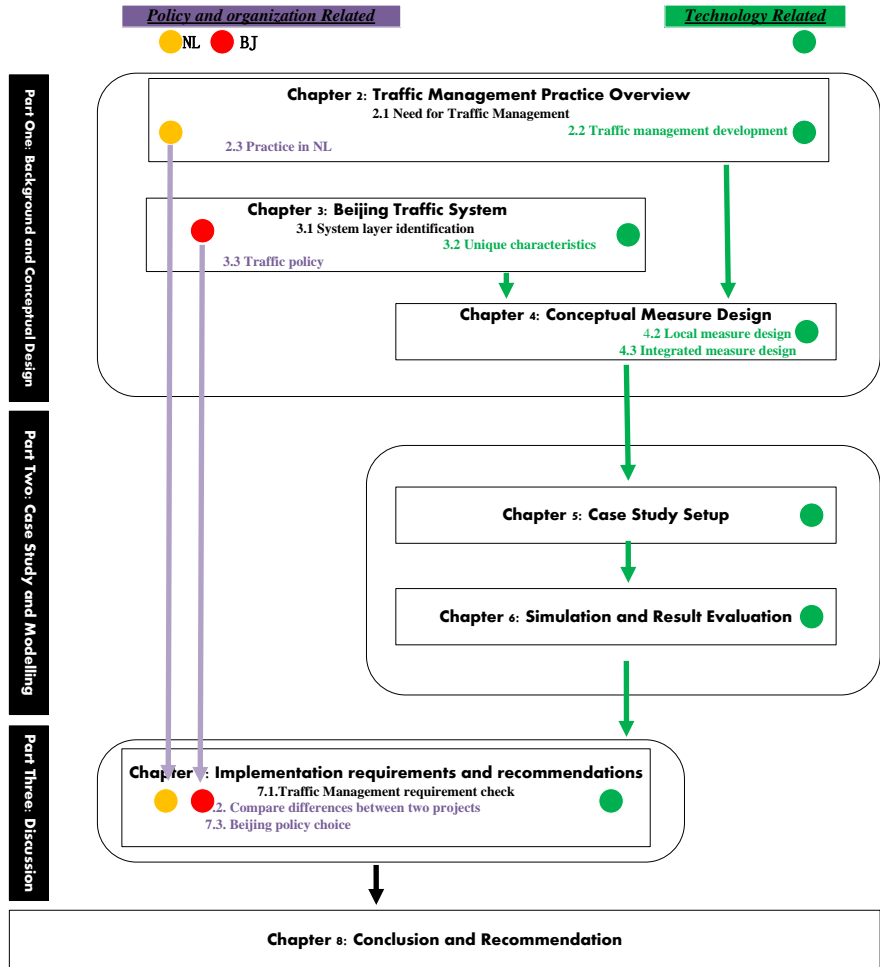 Policy and organization Related
Technology Related
NL
BJ
Part One: Background and Conceptual Design
Chapter 2: Traffic Management Practice Overview
2.1 Need for Traffic Management
2.2 Traffic management development
2.3 Practice in NL
Chapter 3: Beijing Traffic System
3.1 System layer identification
3.2 Unique characteristics
3.3 Traffic policy
Chapter 4: Conceptual Measure Design
4.2 Local measure design
4.3 Integrated measure design
Part Two: Case Study and Modelling
Chapter 5: Case Study Setup
Chapter 6: Simulation and Result Evaluation
Part Three: Discussion
Chapter : Implementation requirements and recommendations
7.1.Traffic Management requirement check
.2. Compare differences between two projects
7.3. Beijing policy choice
Chapter 8: Conclusion and Recommendation